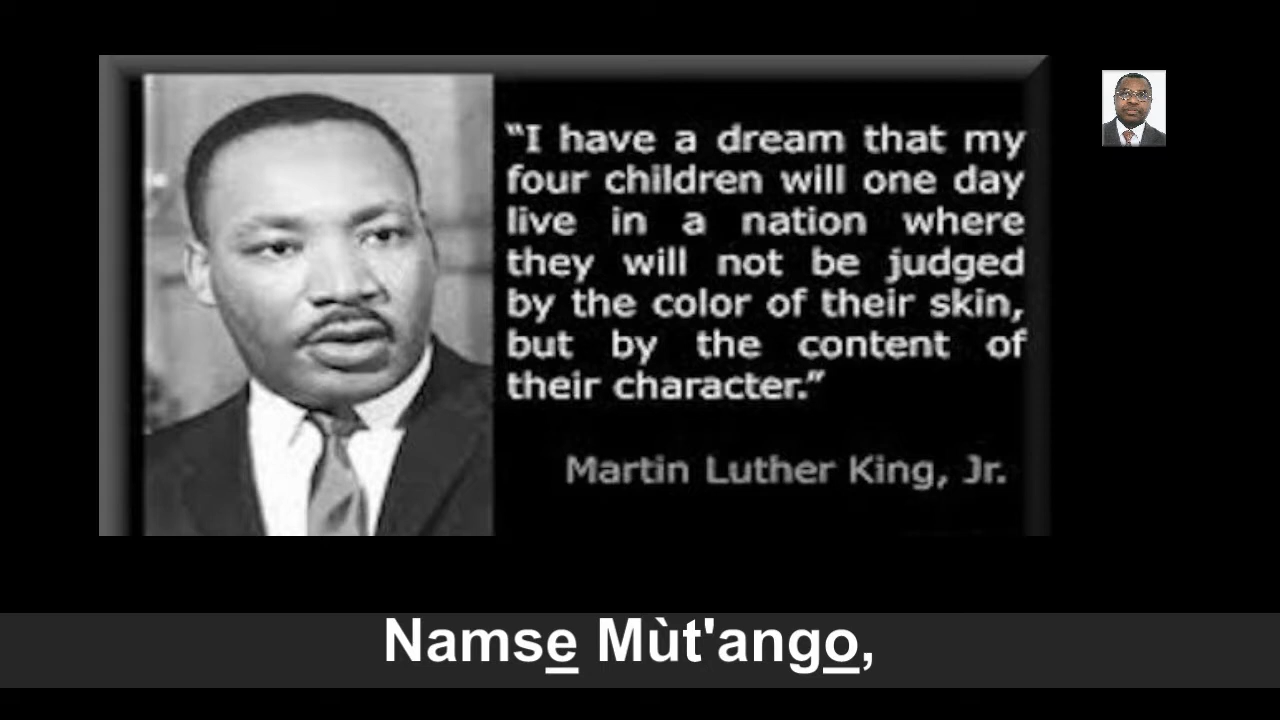 “I have a dream that my
four children will one day
live in a nation where
they will not be judged
by the color of their skin,
but by the content of
their character.”
Martin Luther King, Jr.
Namse̲ Mùt'ango̲,